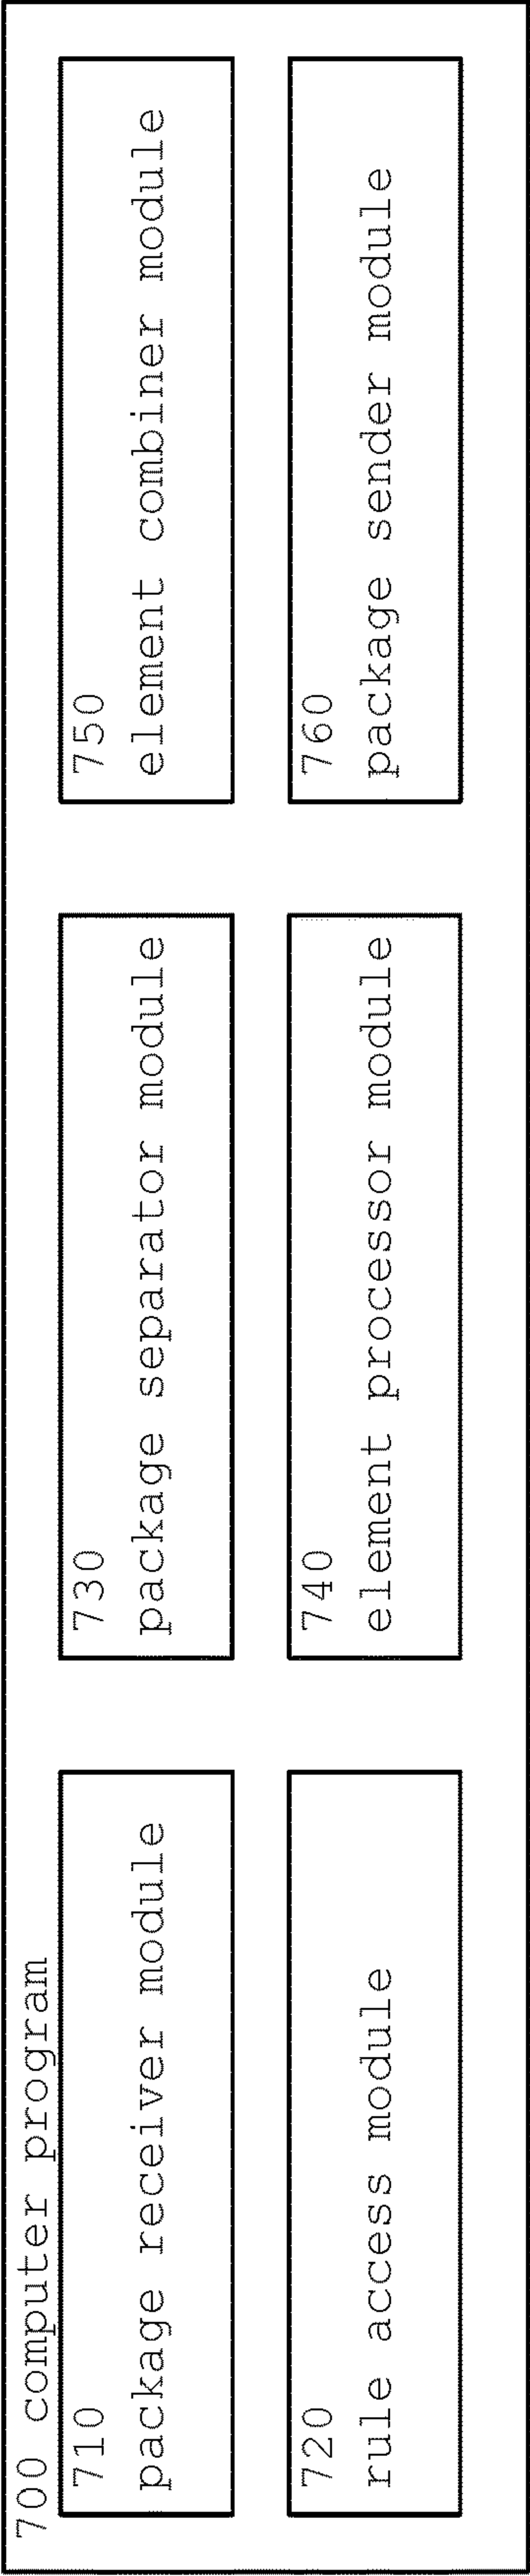 700 computer program
710
package receiver module
720
rule access module
730
package separator module
740
element processor module
750
element combiner module
760
package sender module